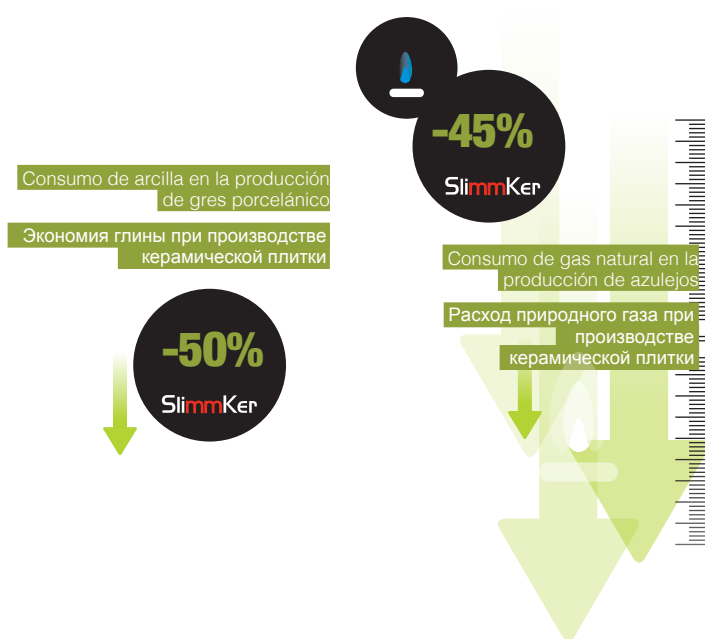 Consumo de arcilla en la producción
de gres porcelánico
Экономия глины при производстве
керамической плитки
-50%
SlimmKer
-45%
SlimmKer
Consumo de gas natural en la
producción de azulejos
Расход природного газа при
производстве
керамической плитки